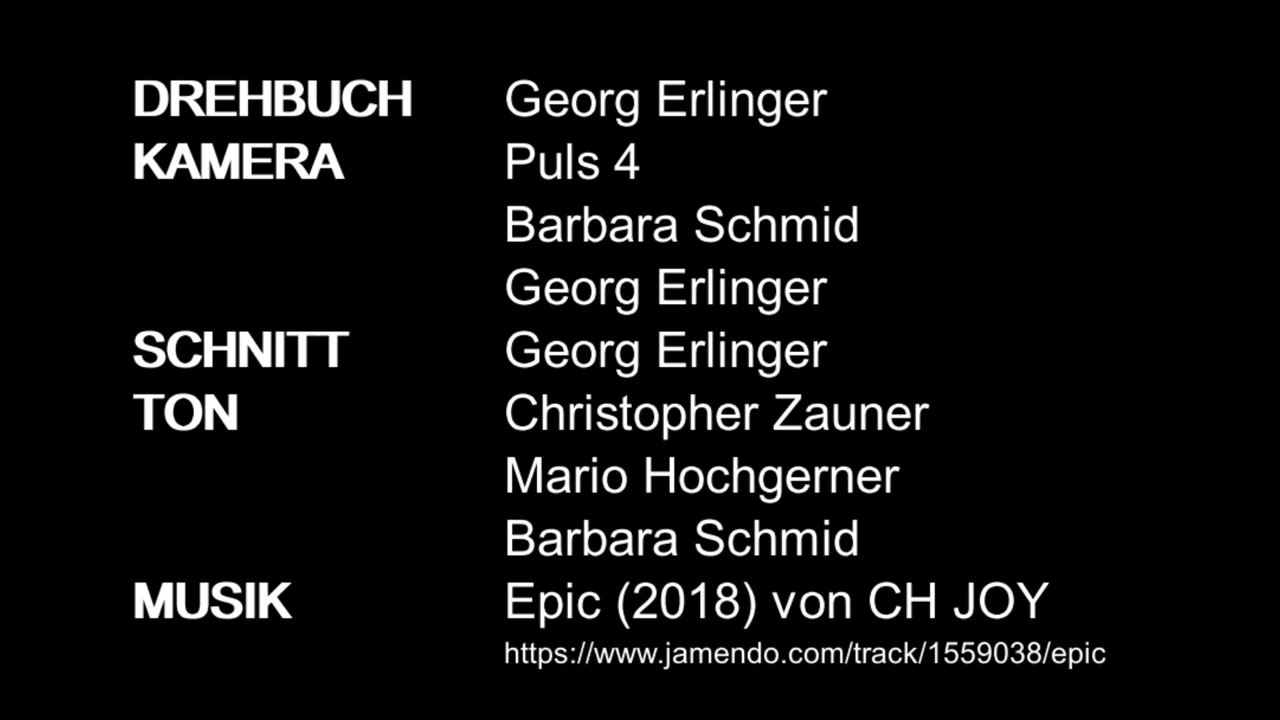 DREHBUCH Georg Erlinger
KAMERA Puls 4
Barbara Schmid
Georg Erlinger
SCHNITT Georg Erlinger
TON Christopher Zauner
Mario Hochgerner
Barbara Schmid
MUSIK Epic (2018) von CH JOY
https://www.jamendo.com/track/1559038/epic